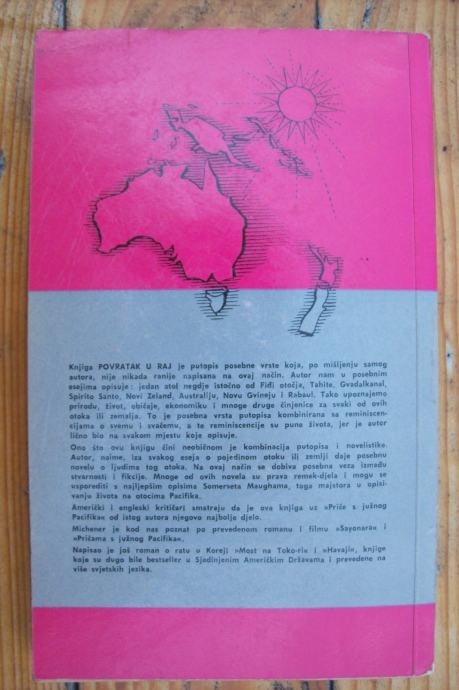 Knjiga POVRATAK U RAJ je putopis posebne vrste koja, po mišljenju samog
autora, nije nikada ranije napisana na ovaj način. Autor nam u posebnim
esejima opisuje: jedan atol negdje istočno od Fiđi otočja, Tahite, Gvadalkanal,
Spirito Santo, Novi Zeland, Australiju, Novu Gvineju i Rabaul. Tako upoznajemo
prirodu, život, običaje, ekonomiku i mnoge druge činjenice za svaki od ovih
otoka ili zemalja. To je posebna vrsta putopisa kombinirana sa reminiscen-
cijama o svemu i svačemu, a te reminiscencije su pune života, jer je autor
lično bio na svakom mjestu koje opisuje.
Ono što ovu knjigu čini neobičnom je kombinacija putopisa i novelistike.
Autor, naime, iza svakog eseja o pojedinom otoku ili zemlji daje posebnu
novelu o ljudima tog otoka. Na ovaj način se dobiva posebna veza između
stvarnosti i fikcije. Mnoge od ovih novela su prava remek-djela i mogu se
usporediti s najljepšim opisima Somerseta Maughama, toga majstora u opisi-
vanju života na otocima Pacifika.
Američki i engleski kritičari smatraju da je ova knjiga uz »Priče s južnog
Pacifika« od istog autora njegovo najbolje djelo.
Michener je kod nas poznat po prevedenom romanu i filmu »Sayonara« i
»Pričama s južnog Pacifika«.
Napisao je još roman o ratu u Koreji »Most na Toko-ri« i »Havaji«, knjige
koje su dugo bile bestseller u Sjedinjenim Američkim Državama i prevedene na
više svjetskih jezika.